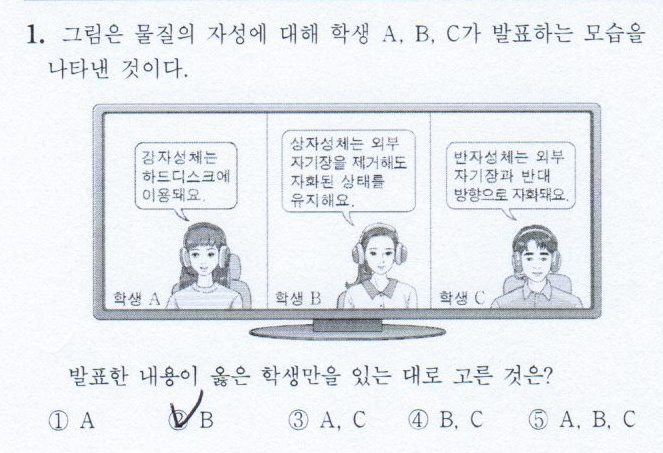 1. 그림은 물질의 자성에 대해 학생 A, B, C가 발표하는 모습을
나타낸 것이다.
강자성체는
하드디스크에
이용돼요.
상자성체는 외부
자기장을 제거해도
자화된 상태를
유지해요.
반자성체는 외부
자기장과 반대
방향으로 자화돼요.
학생 A
학생 B
학생 C
발표한 내용이 옳은 학생만을 있는 대로 고른 것은?
① A ② B ③ A, C ④ B, C ⑤ A, B, C